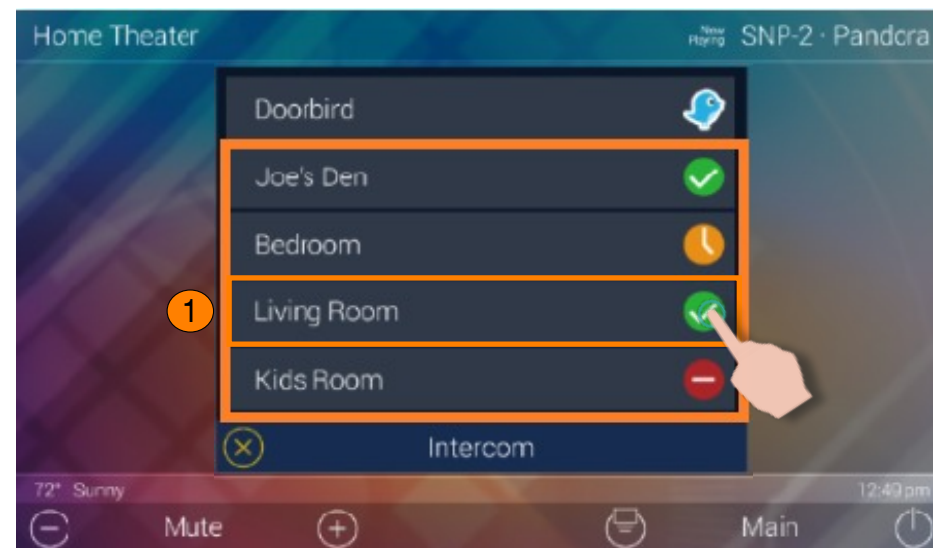 Home Theater
Now Playing SNP-2 · Pandora
Doorbird
Joe's Den
Bedroom
1
Living Room
Kids Room
Intercom
72° Sunny
12:49 pm
Mute
Main